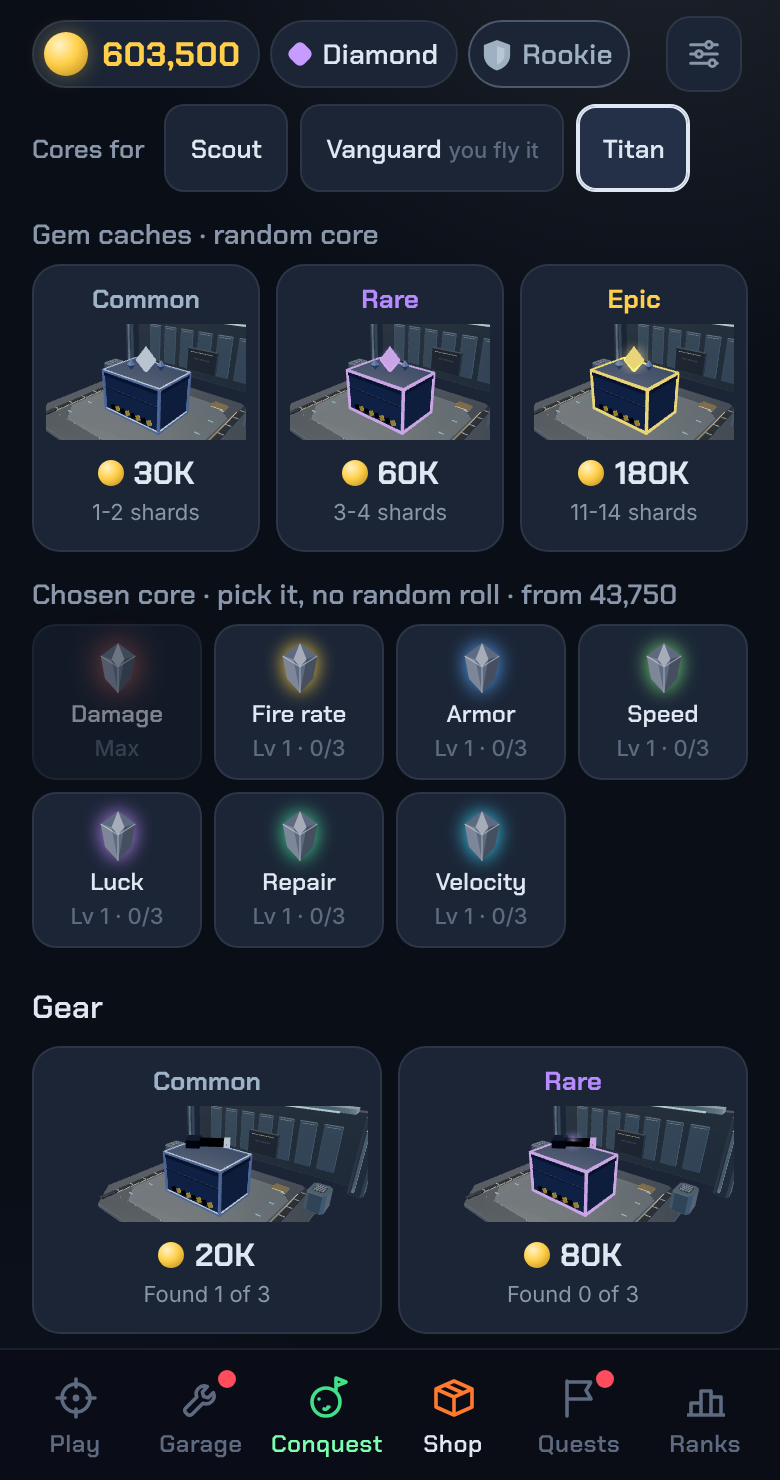 603,500 Diamond Rookie
Cores for Scout Vanguard you fly it Titan
Gem caches · random core
Common Rare Epic
30K 60K 180K
1-2 shards 3-4 shards 11-14 shards
Chosen core · pick it, no random roll · from 43,750
Damage Fire rate Armor Speed
Max Lv 1 · 0/3 Lv 1 · 0/3 Lv 1 · 0/3
Luck Repair Velocity
Lv 1 · 0/3 Lv 1 · 0/3 Lv 1 · 0/3
Gear
Common Rare
20K 80K
Found 1 of 3 Found 0 of 3
Play Garage Conquest Shop Quests Ranks